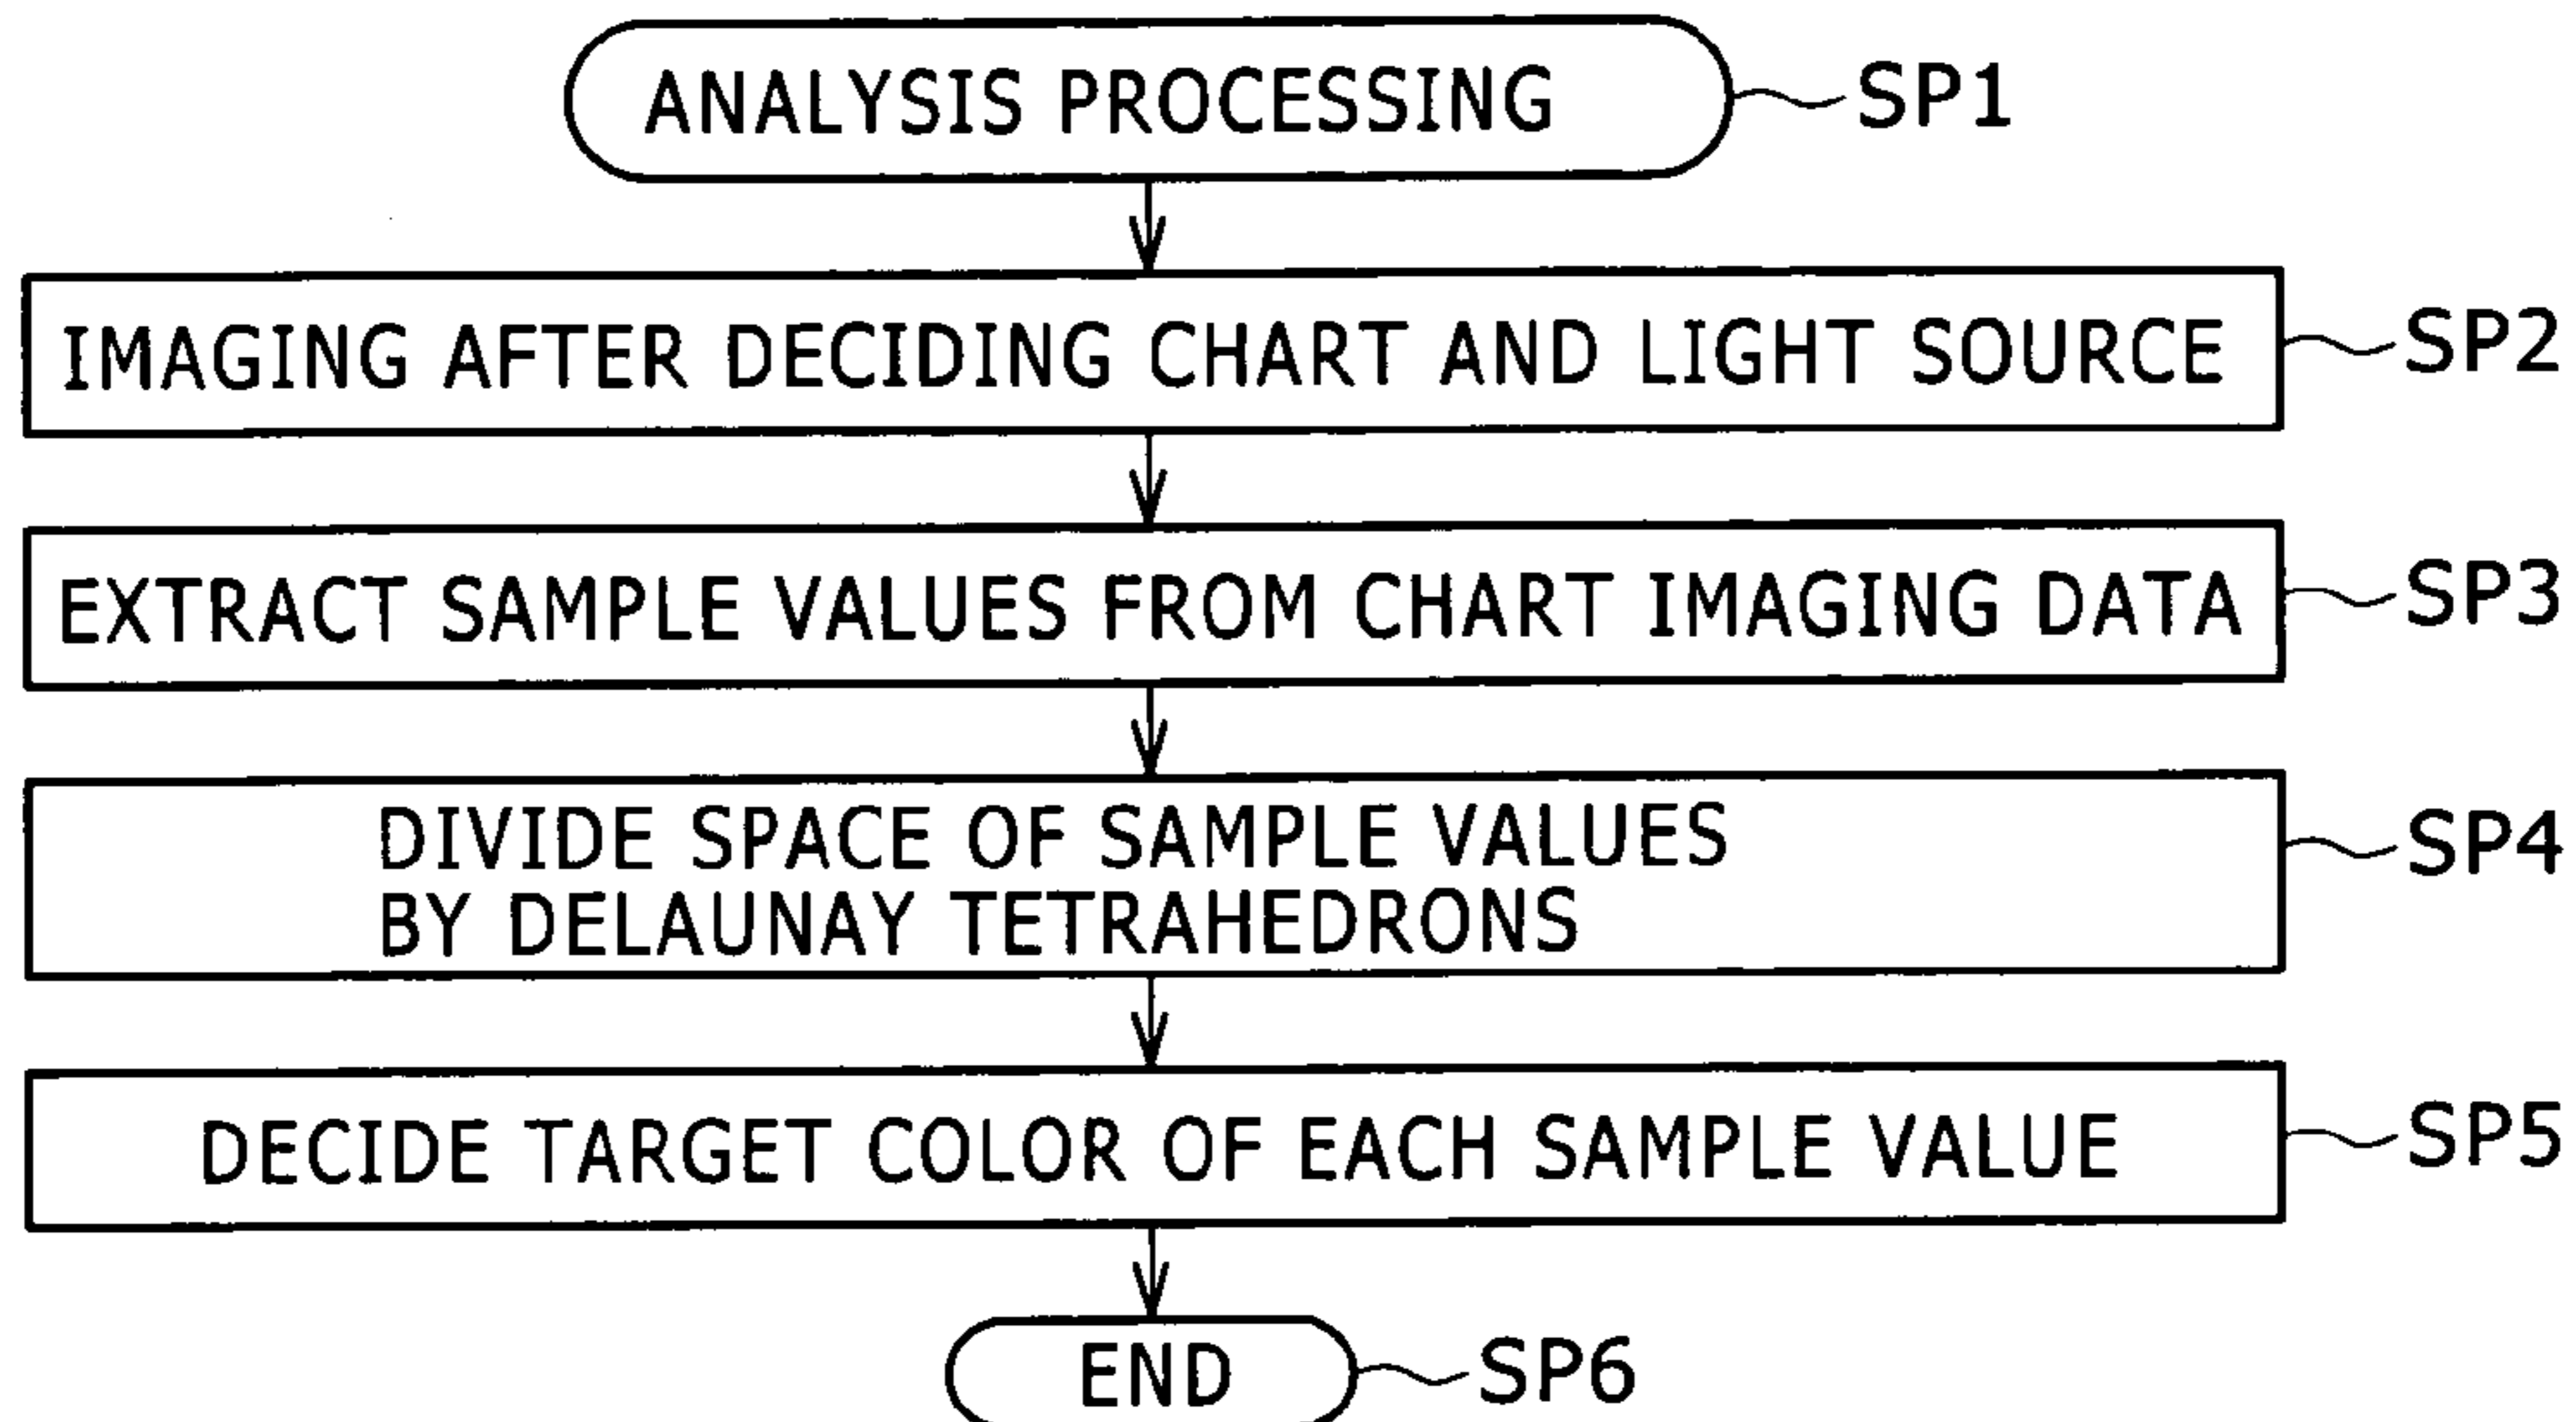 ANALYSIS PROCESSING SP1
IMAGING AFTER DECIDING CHART AND LIGHT SOURCE SP2
EXTRACT SAMPLE VALUES FROM CHART IMAGING DATA SP3
DIVIDE SPACE OF SAMPLE VALUES SP4
BY DELAUNAY TETRAHEDRONS
DECIDE TARGET COLOR OF EACH SAMPLE VALUE SP5
END SP6